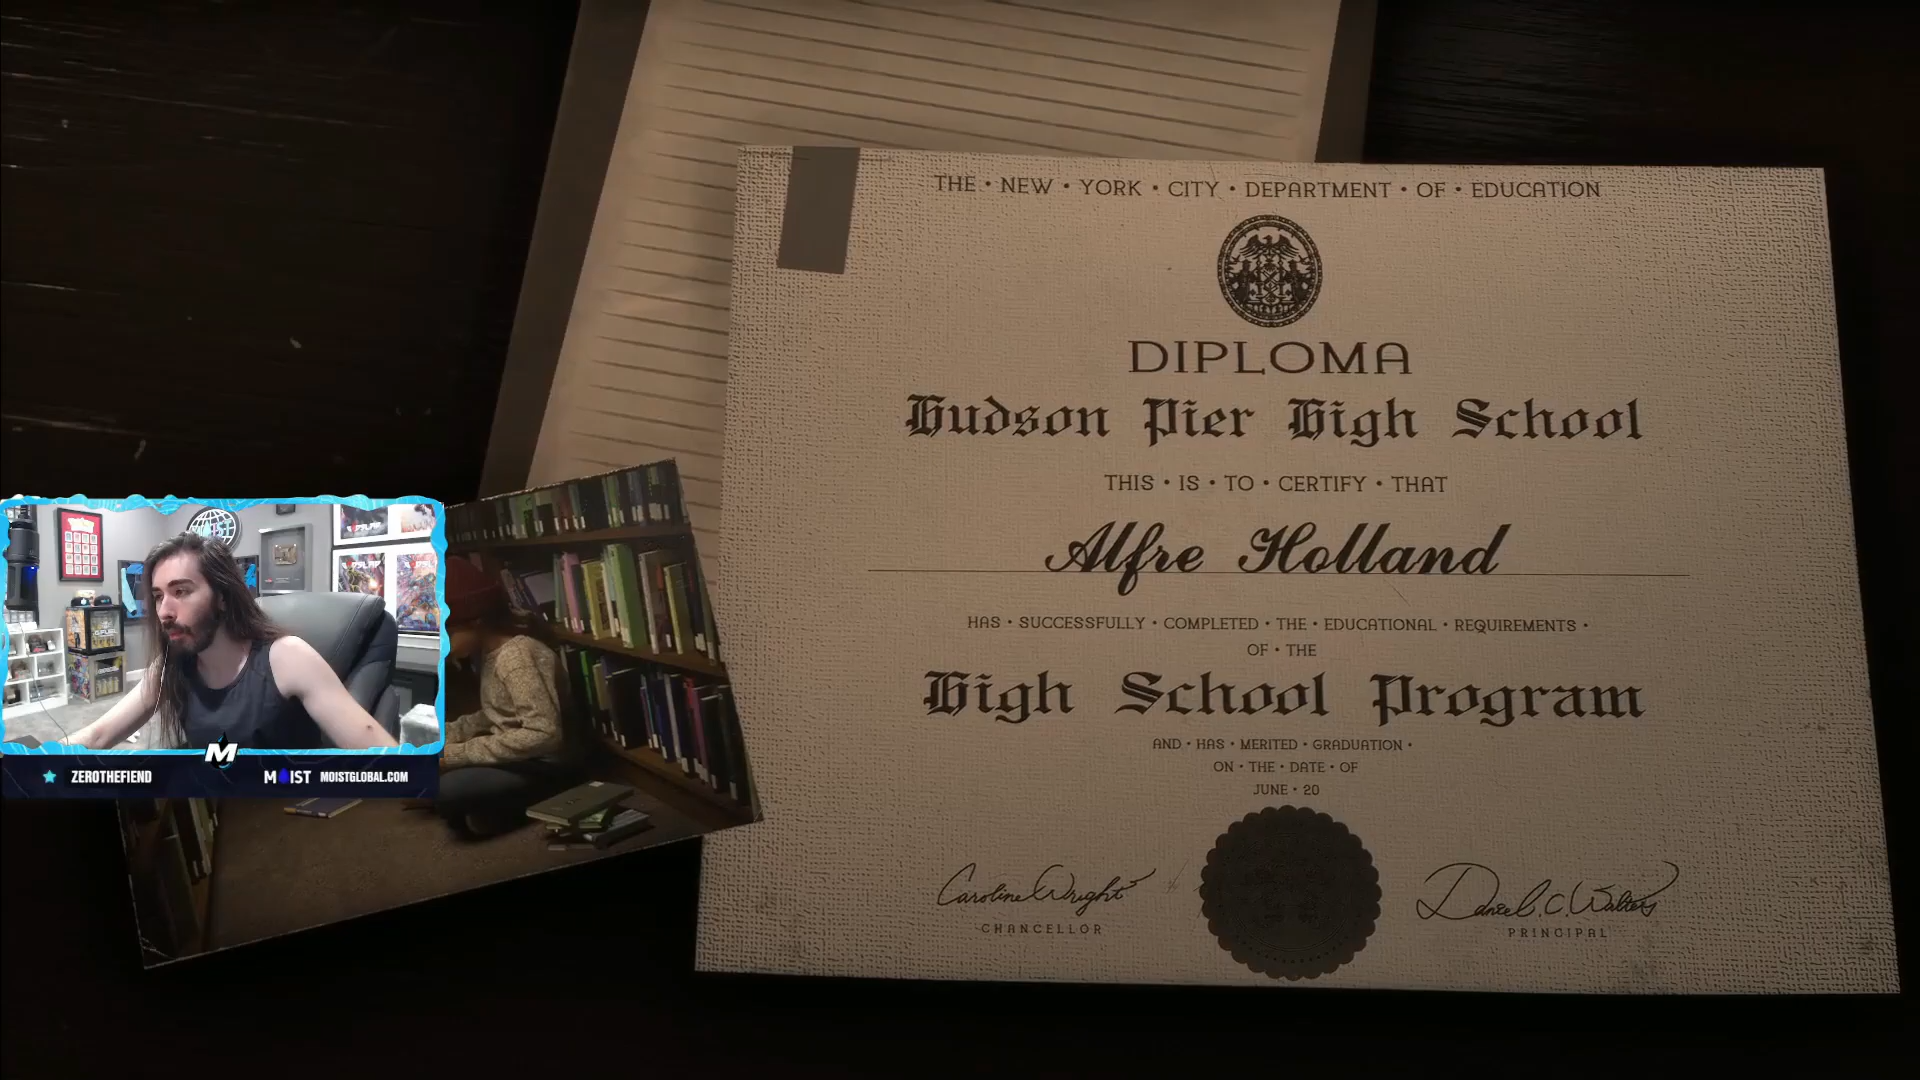 THE • NEW • YORK • CITY • DEPARTMENT • OF • EDUCATION
DIPLOMA
Hudson Pier High School
THIS • IS • TO • CERTIFY • THAT
Alfre Holland
HAS • SUCCESSFULLY • COMPLETED • THE • EDUCATIONAL • REQUIREMENTS •
OF • THE
High School Program
AND • HAS • MERITED • GRADUATION •
ON • THE • DATE • OF
JUNE • 20
Caroline Wright
CHANCELLOR
Daniel C. Walters
PRINCIPAL
M
ZEROTHEFIEND
MOIST
MOISTGLOBAL.COM